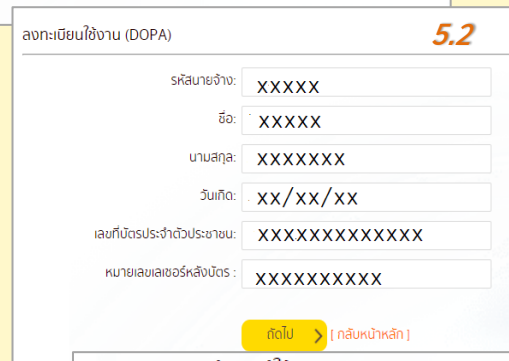 ลงทะเบียนใช้งาน (DOPA) 5.2
รหัสนายจ้าง: xxxxx
ชื่อ: xxxxx
นามสกุล: xxxxxxx
วันเกิด: xx/xx/xx
เลขที่บัตรประจำตัวประชาชน: xxxxxxxxxxxxx
หมายเลขเลเซอร์หลังบัตร : xxxxxxxxxx
ถัดไป > [ กลับหน้าหลัก ]